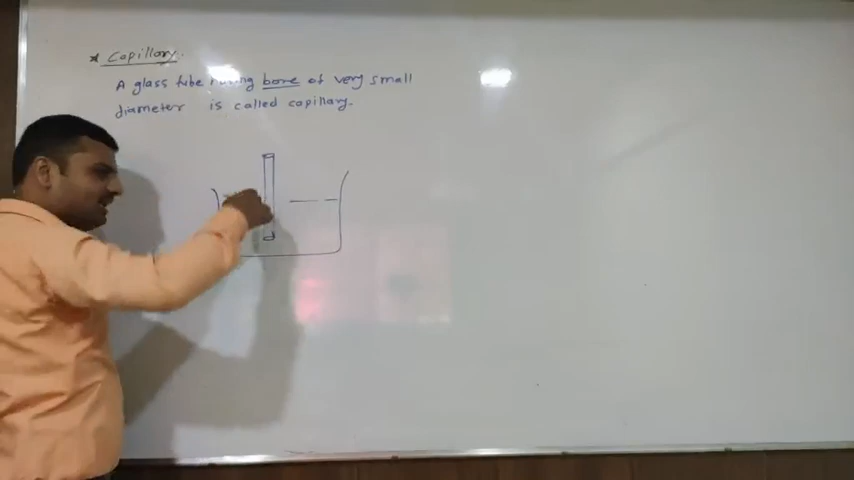 * Capillary.
A glass tube having bore of very small
diameter is called capillary.